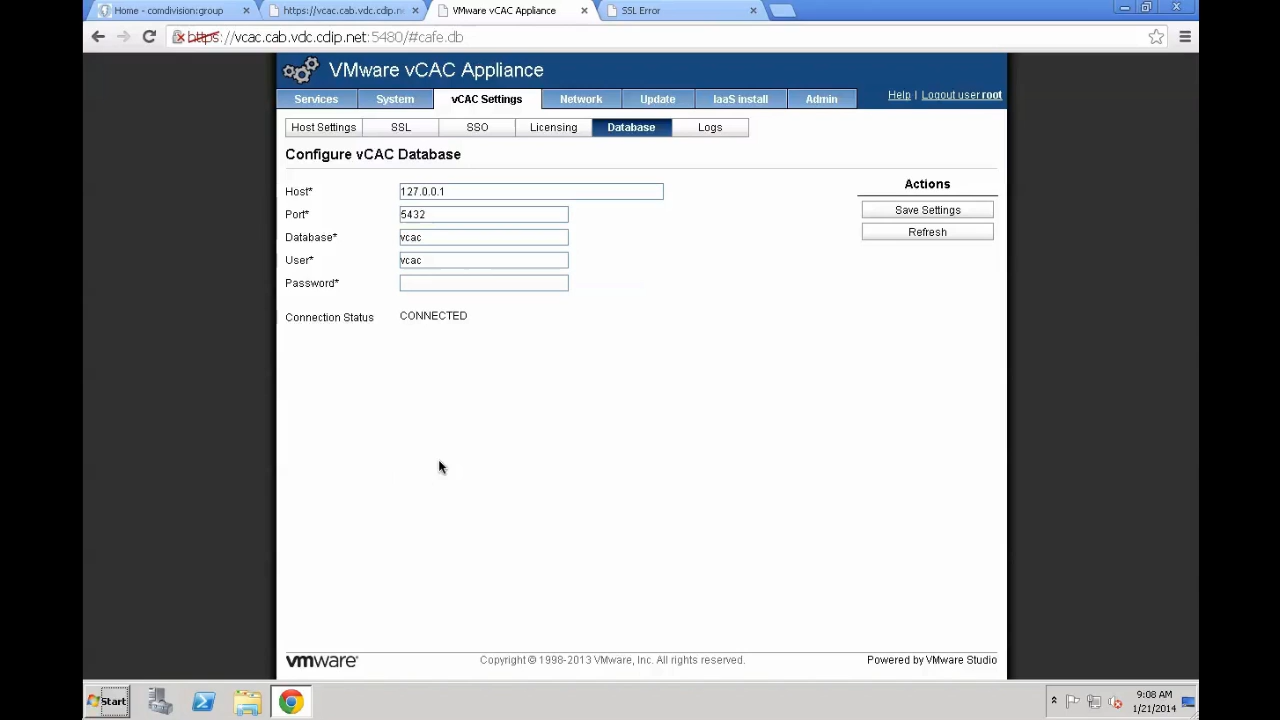 Home - comdivision:group
https://vcac.cab.vdc.cdip.n
VMware vCAC Appliance
SSL Error
https://vcac.cab.vdc.cdip.net:5480/#cafe.db
VMware vCAC Appliance
Services System vCAC Settings Network Update IaaS install Admin
Help | Logout user root
Host Settings SSL SSO Licensing Database Logs
Configure vCAC Database
Actions
Host* 127.0.0.1
Save Settings
Port* 5432
Refresh
Database* vcac
User* vcac
Password*
Connection Status CONNECTED
vmware
Copyright © 1998-2013 VMware, Inc. All rights reserved.
Powered by VMware Studio
Start
9:08 AM
1/21/2014